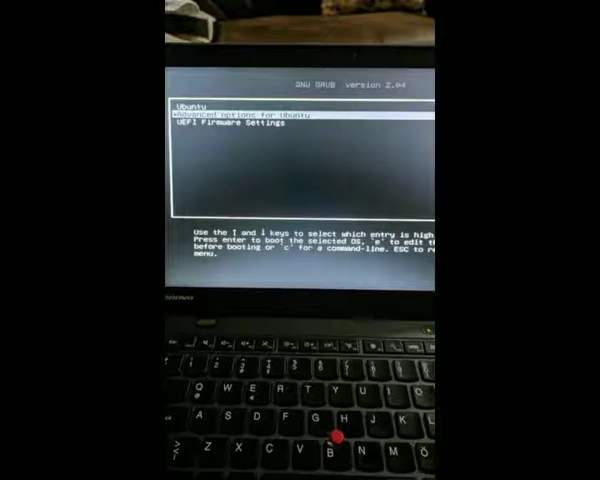 GNU GRUB version 2.04
Ubuntu
*Advanced options for Ubuntu
UEFI Firmware Settings
Use the ↑ and ↓ keys to select which entry is high
Press enter to boot the selected OS, `e' to edit th
before booting or `c' for a command-line. ESC to re
menu.
lenovo
Q W E R T Y U I O
A S D F G H J K L
Z X C V B N M Ö